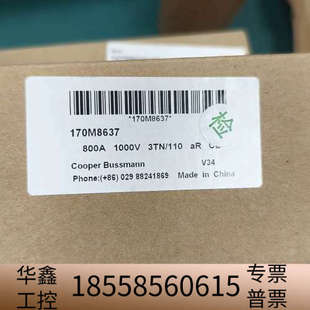 "170M8637"
170M8637
800A 1000V 3TN/110 aR
Cooper Bussmann V34
Phone:(+86) 029 88241869 Made in China
检
华鑫
工控
18558560615
专票
普票